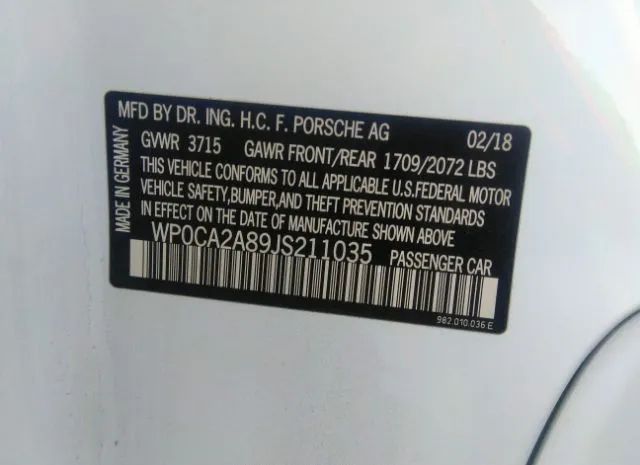 MFD BY DR. ING. H.C. F. PORSCHE AG 02/18
GVWR 3715 GAWR FRONT/REAR 1709/2072 LBS
THIS VEHICLE CONFORMS TO ALL APPLICABLE U.S.FEDERAL MOTOR
VEHICLE SAFETY,BUMPER,AND THEFT PREVENTION STANDARDS
IN EFFECT ON THE DATE OF MANUFACTURE SHOWN ABOVE
WP0CA2A89JS211035 PASSENGER CAR
982.010.036.E
MADE IN GERMANY